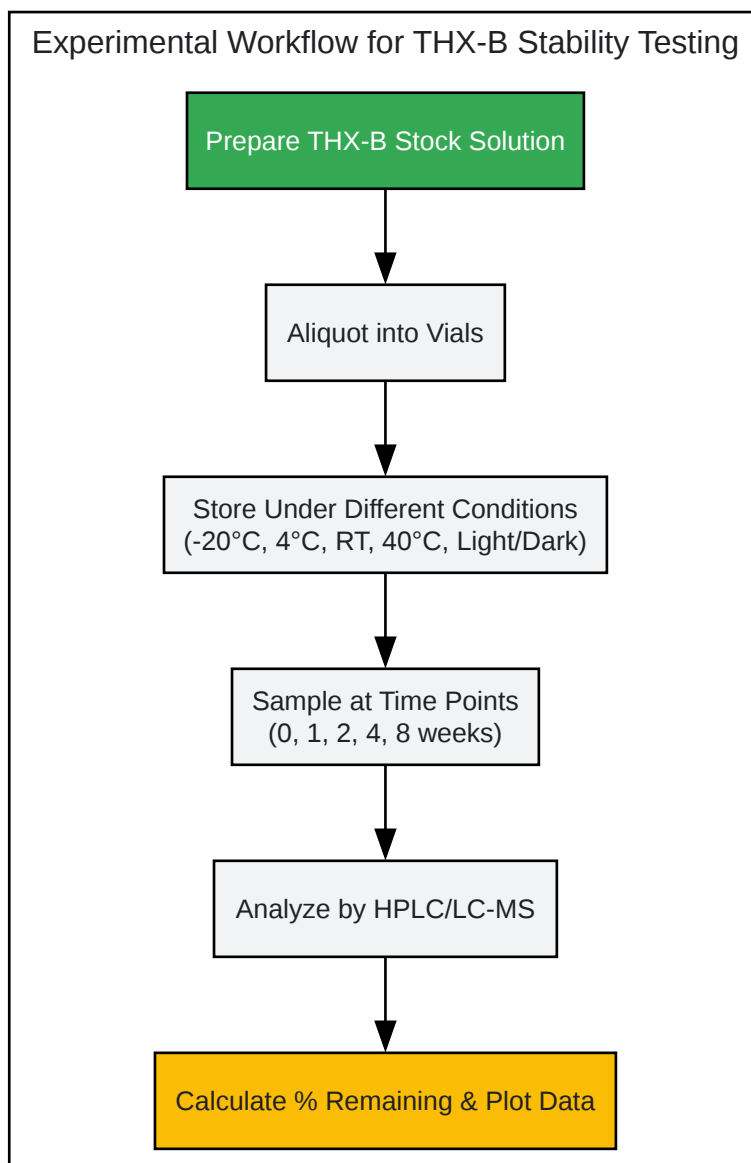 Experimental Workflow for THX-B Stability Testing
Prepare THX-B Stock Solution
Aliquot into Vials
Store Under Different Conditions
(-20°C, 4°C, RT, 40°C, Light/Dark)
Sample at Time Points
(0, 1, 2, 4, 8 weeks)
Analyze by HPLC/LC-MS
Calculate % Remaining & Plot Data